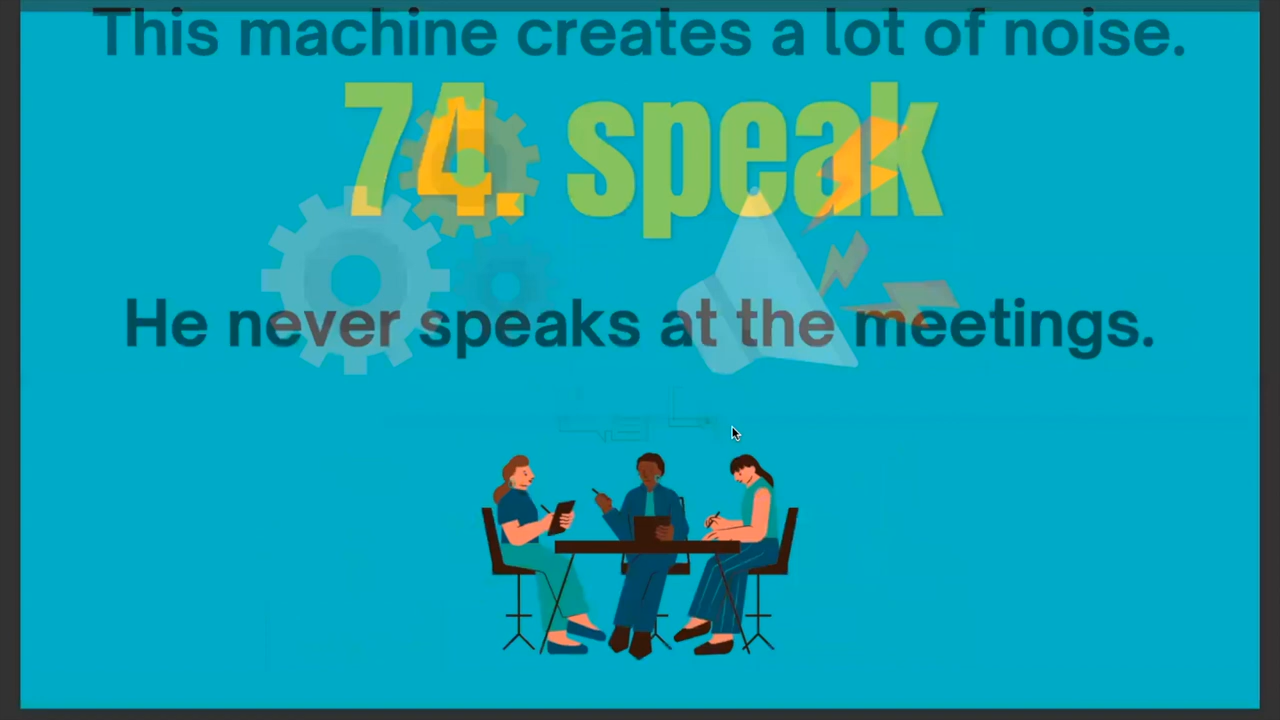 This machine creates a lot of noise.
74. speak
He never speaks at the meetings.